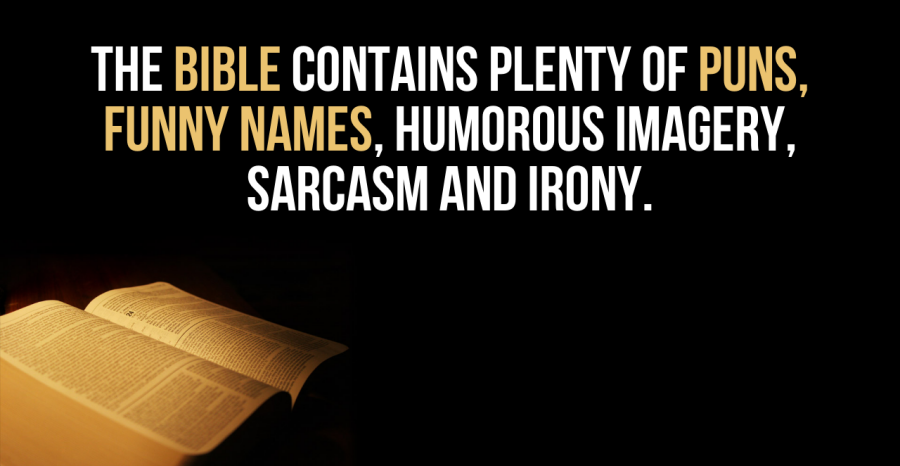 THE BIBLE CONTAINS PLENTY OF PUNS,
FUNNY NAMES, HUMOROUS IMAGERY,
SARCASM AND IRONY.